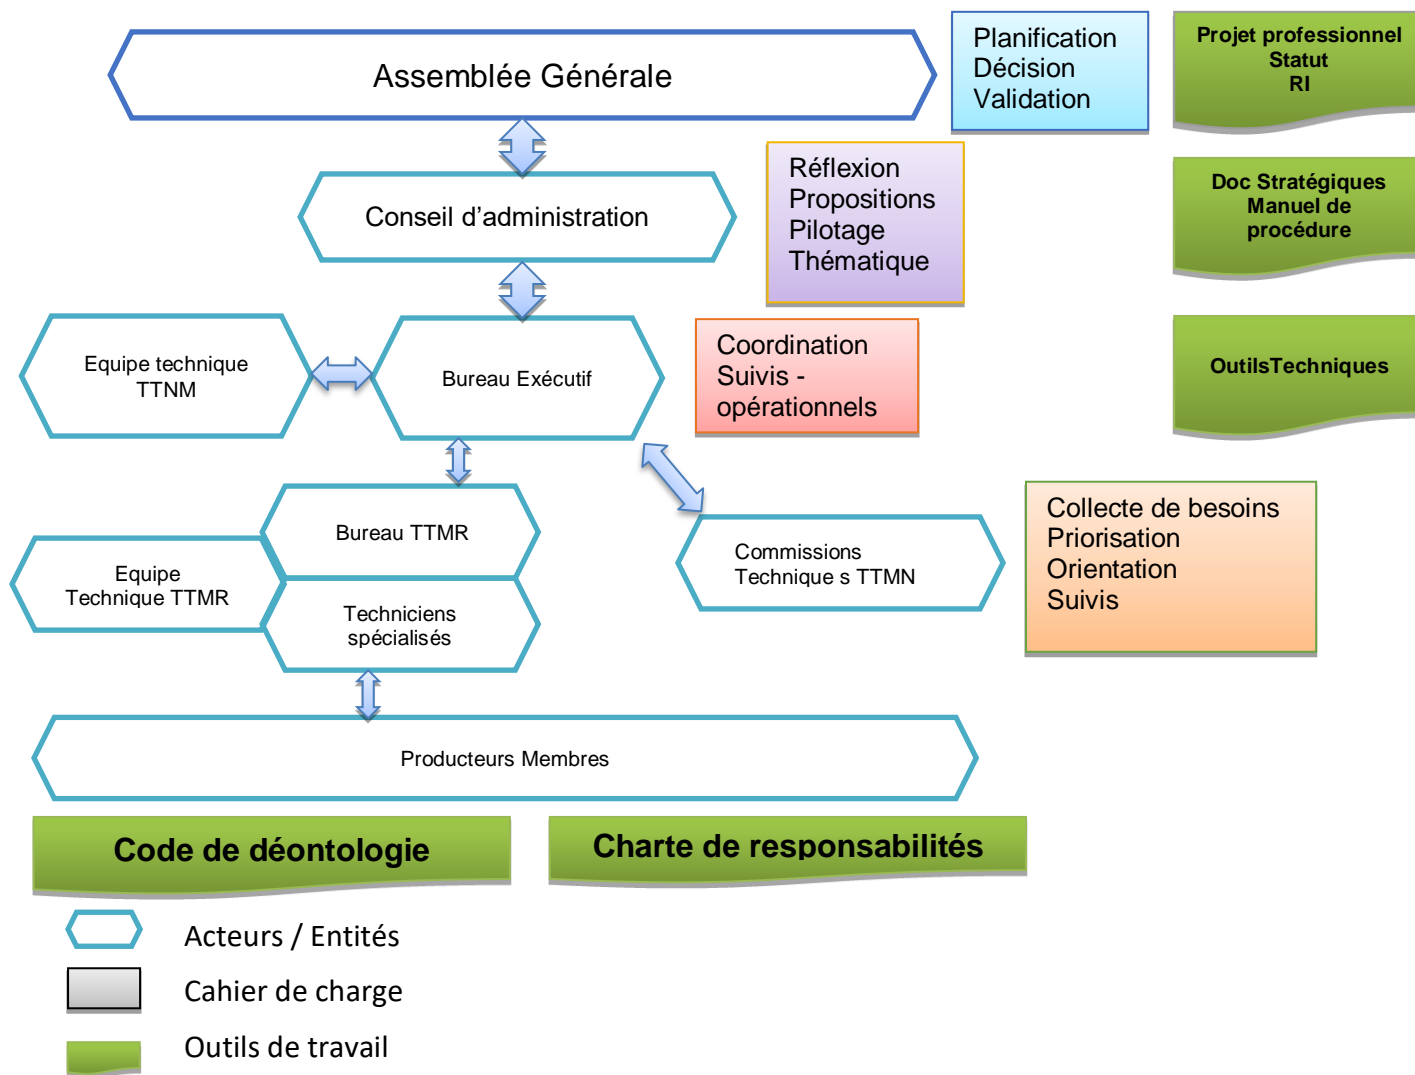 Assemblée Générale
Planification
Décision
Validation
Projet professionnel
Statut
RI
Conseil d'administration
Réflexion
Propositions
Pilotage
Thématique
Doc Stratégiques
Manuel de
procédure
Equipe technique
TTNM
Bureau Exécutif
Coordination
Suivis -
opérationnels
OutilsTechniques
Bureau TTMR
Equipe
Technique TTMR
Techniciens
spécialisés
Commissions
Technique s TTMN
Collecte de besoins
Priorisation
Orientation
Suivis
Producteurs Membres
Code de déontologie
Charte de responsabilités
Acteurs / Entités
Cahier de charge
Outils de travail